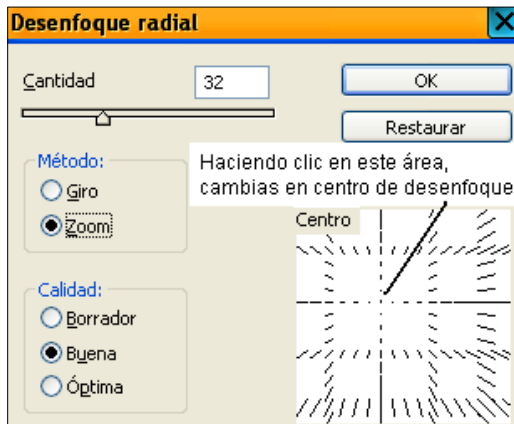 Desenfoque radial
Cantidad 32 OK
Restaurar
Método:
Giro
Zoom
Haciendo clic en este área,
cambias en centro de desenfoque
Centro
Calidad:
Borrador
Buena
Óptima